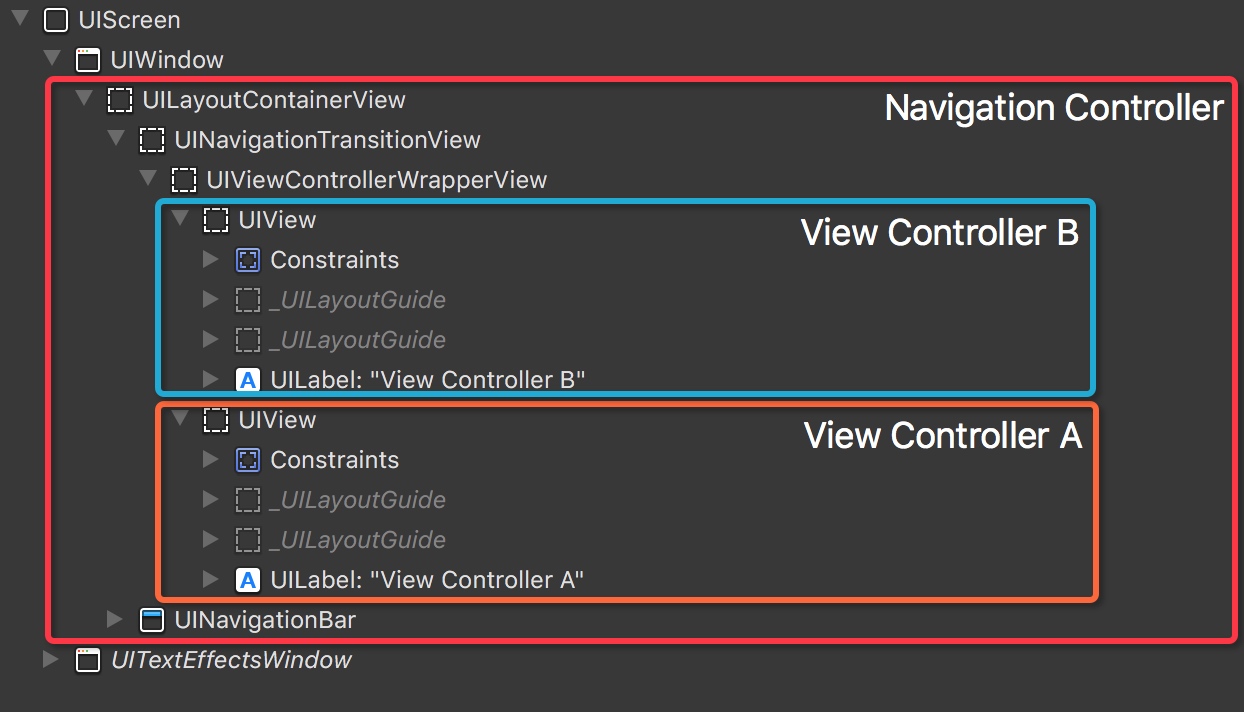 UIScreen
UIWindow
UILayoutContainerView
Navigation Controller
UINavigationTransitionView
UIViewControllerWrapperView
UIView
View Controller B
Constraints
_UILayoutGuide
_UILayoutGuide
A UILabel: "View Controller B"
UIView
View Controller A
Constraints
_UILayoutGuide
_UILayoutGuide
A UILabel: "View Controller A"
UINavigationBar
UITextEffectsWindow